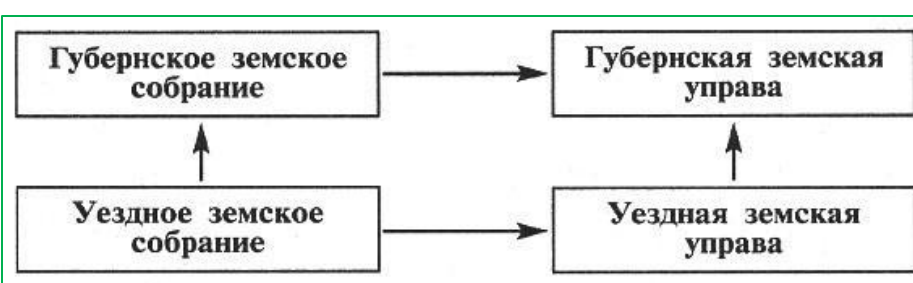 Губернское земское
собрание
Губернская земская
управа
Уездное земское
собрание
Уездная земская
управа